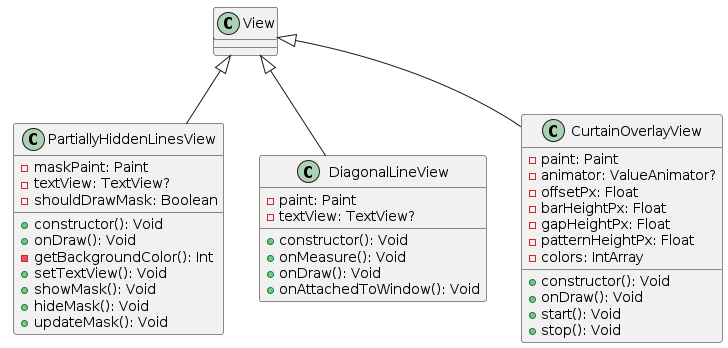 C View
C PartiallyHiddenLinesView
maskPaint: Paint
textView: TextView?
shouldDrawMask: Boolean
constructor(): Void
onDraw(): Void
getBackgroundColor(): Int
setTextView(): Void
showMask(): Void
hideMask(): Void
updateMask(): Void
C DiagonalLineView
paint: Paint
textView: TextView?
constructor(): Void
onMeasure(): Void
onDraw(): Void
onAttachedToWindow(): Void
C CurtainOverlayView
paint: Paint
animator: ValueAnimator?
offsetPx: Float
barHeightPx: Float
gapHeightPx: Float
patternHeightPx: Float
colors: IntArray
constructor(): Void
onDraw(): Void
start(): Void
stop(): Void